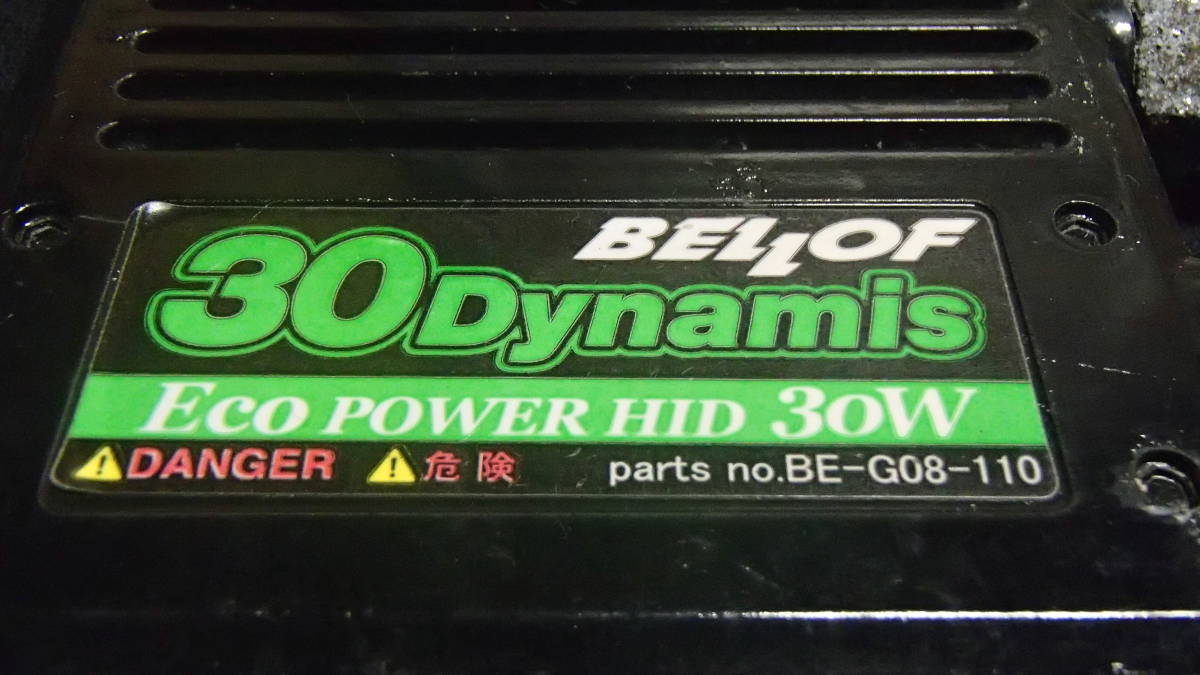 BELLOF
30Dynamis
Eco POWER HID 30W
DANGER 危険 parts no.BE-G08-110